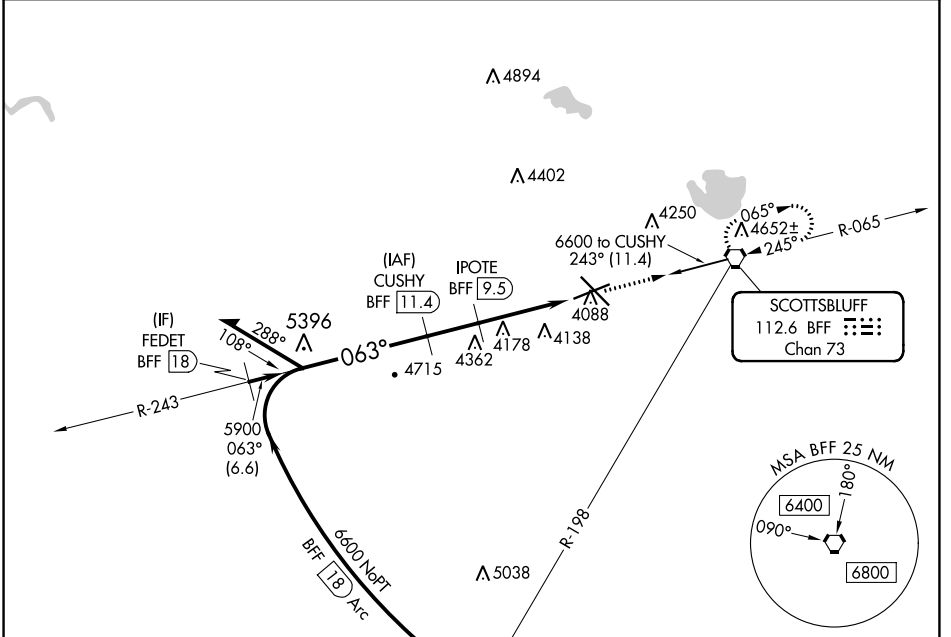 4894
4402
4250
065°
4652±
245°
R-065
6600 to CUSHY
243° (11.4)
(IAF)
CUSHY
BFF 11.4
IPOTE
BFF 9.5
4088
SCOTTSBLUFF
112.6 BFF
Chan 73
(IF)
FEDET
BFF 18
288°
108°
5396
063°
4362
4178
4138
4715
R-243
5900
063°
(6.6)
6600 NoPT
BFF 18 Arc
R-198
5038
MSA BFF 25 NM
180°
6400
090°
6800